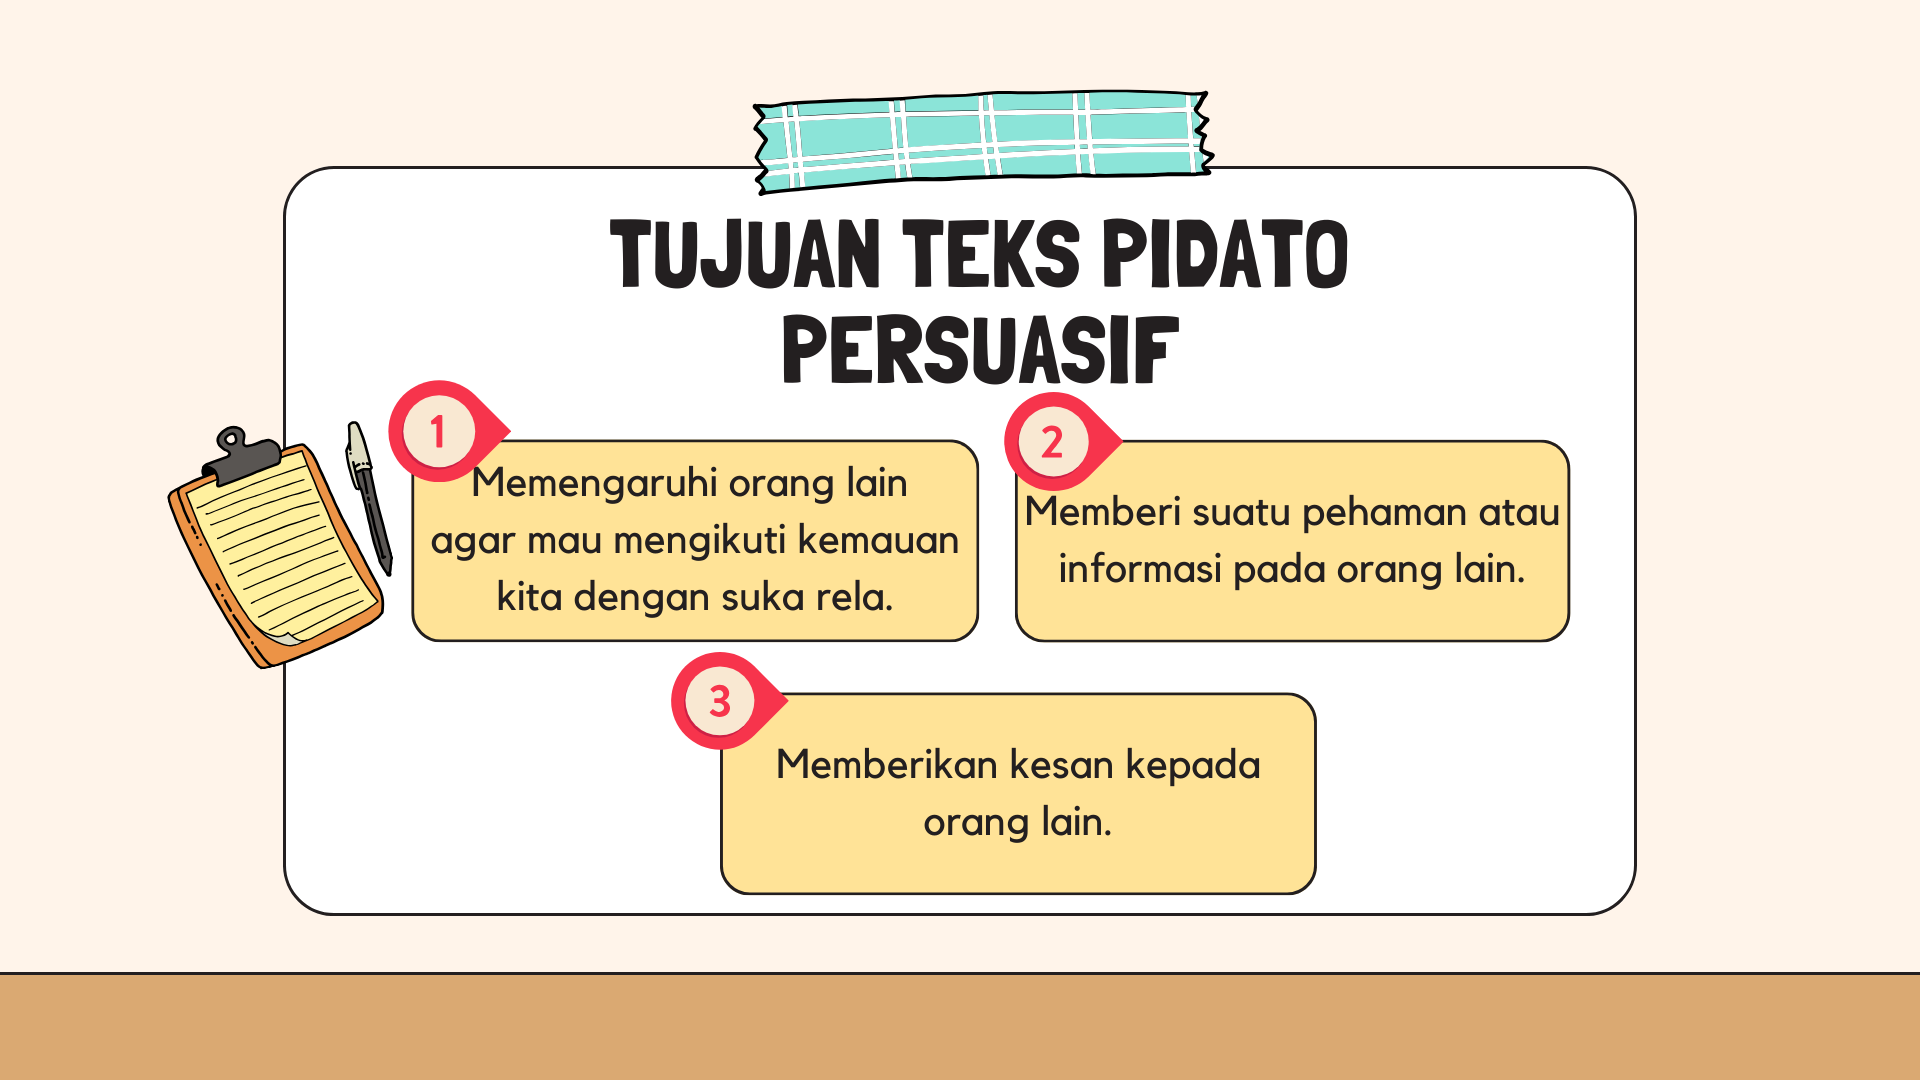 TUJUAN TEKS PIDATO
PERSUASIF
1
Memengaruhi orang lain
agar mau mengikuti kemauan
kita dengan suka rela.
2
Memberi suatu pehaman atau
informasi pada orang lain.
3
Memberikan kesan kepada
orang lain.